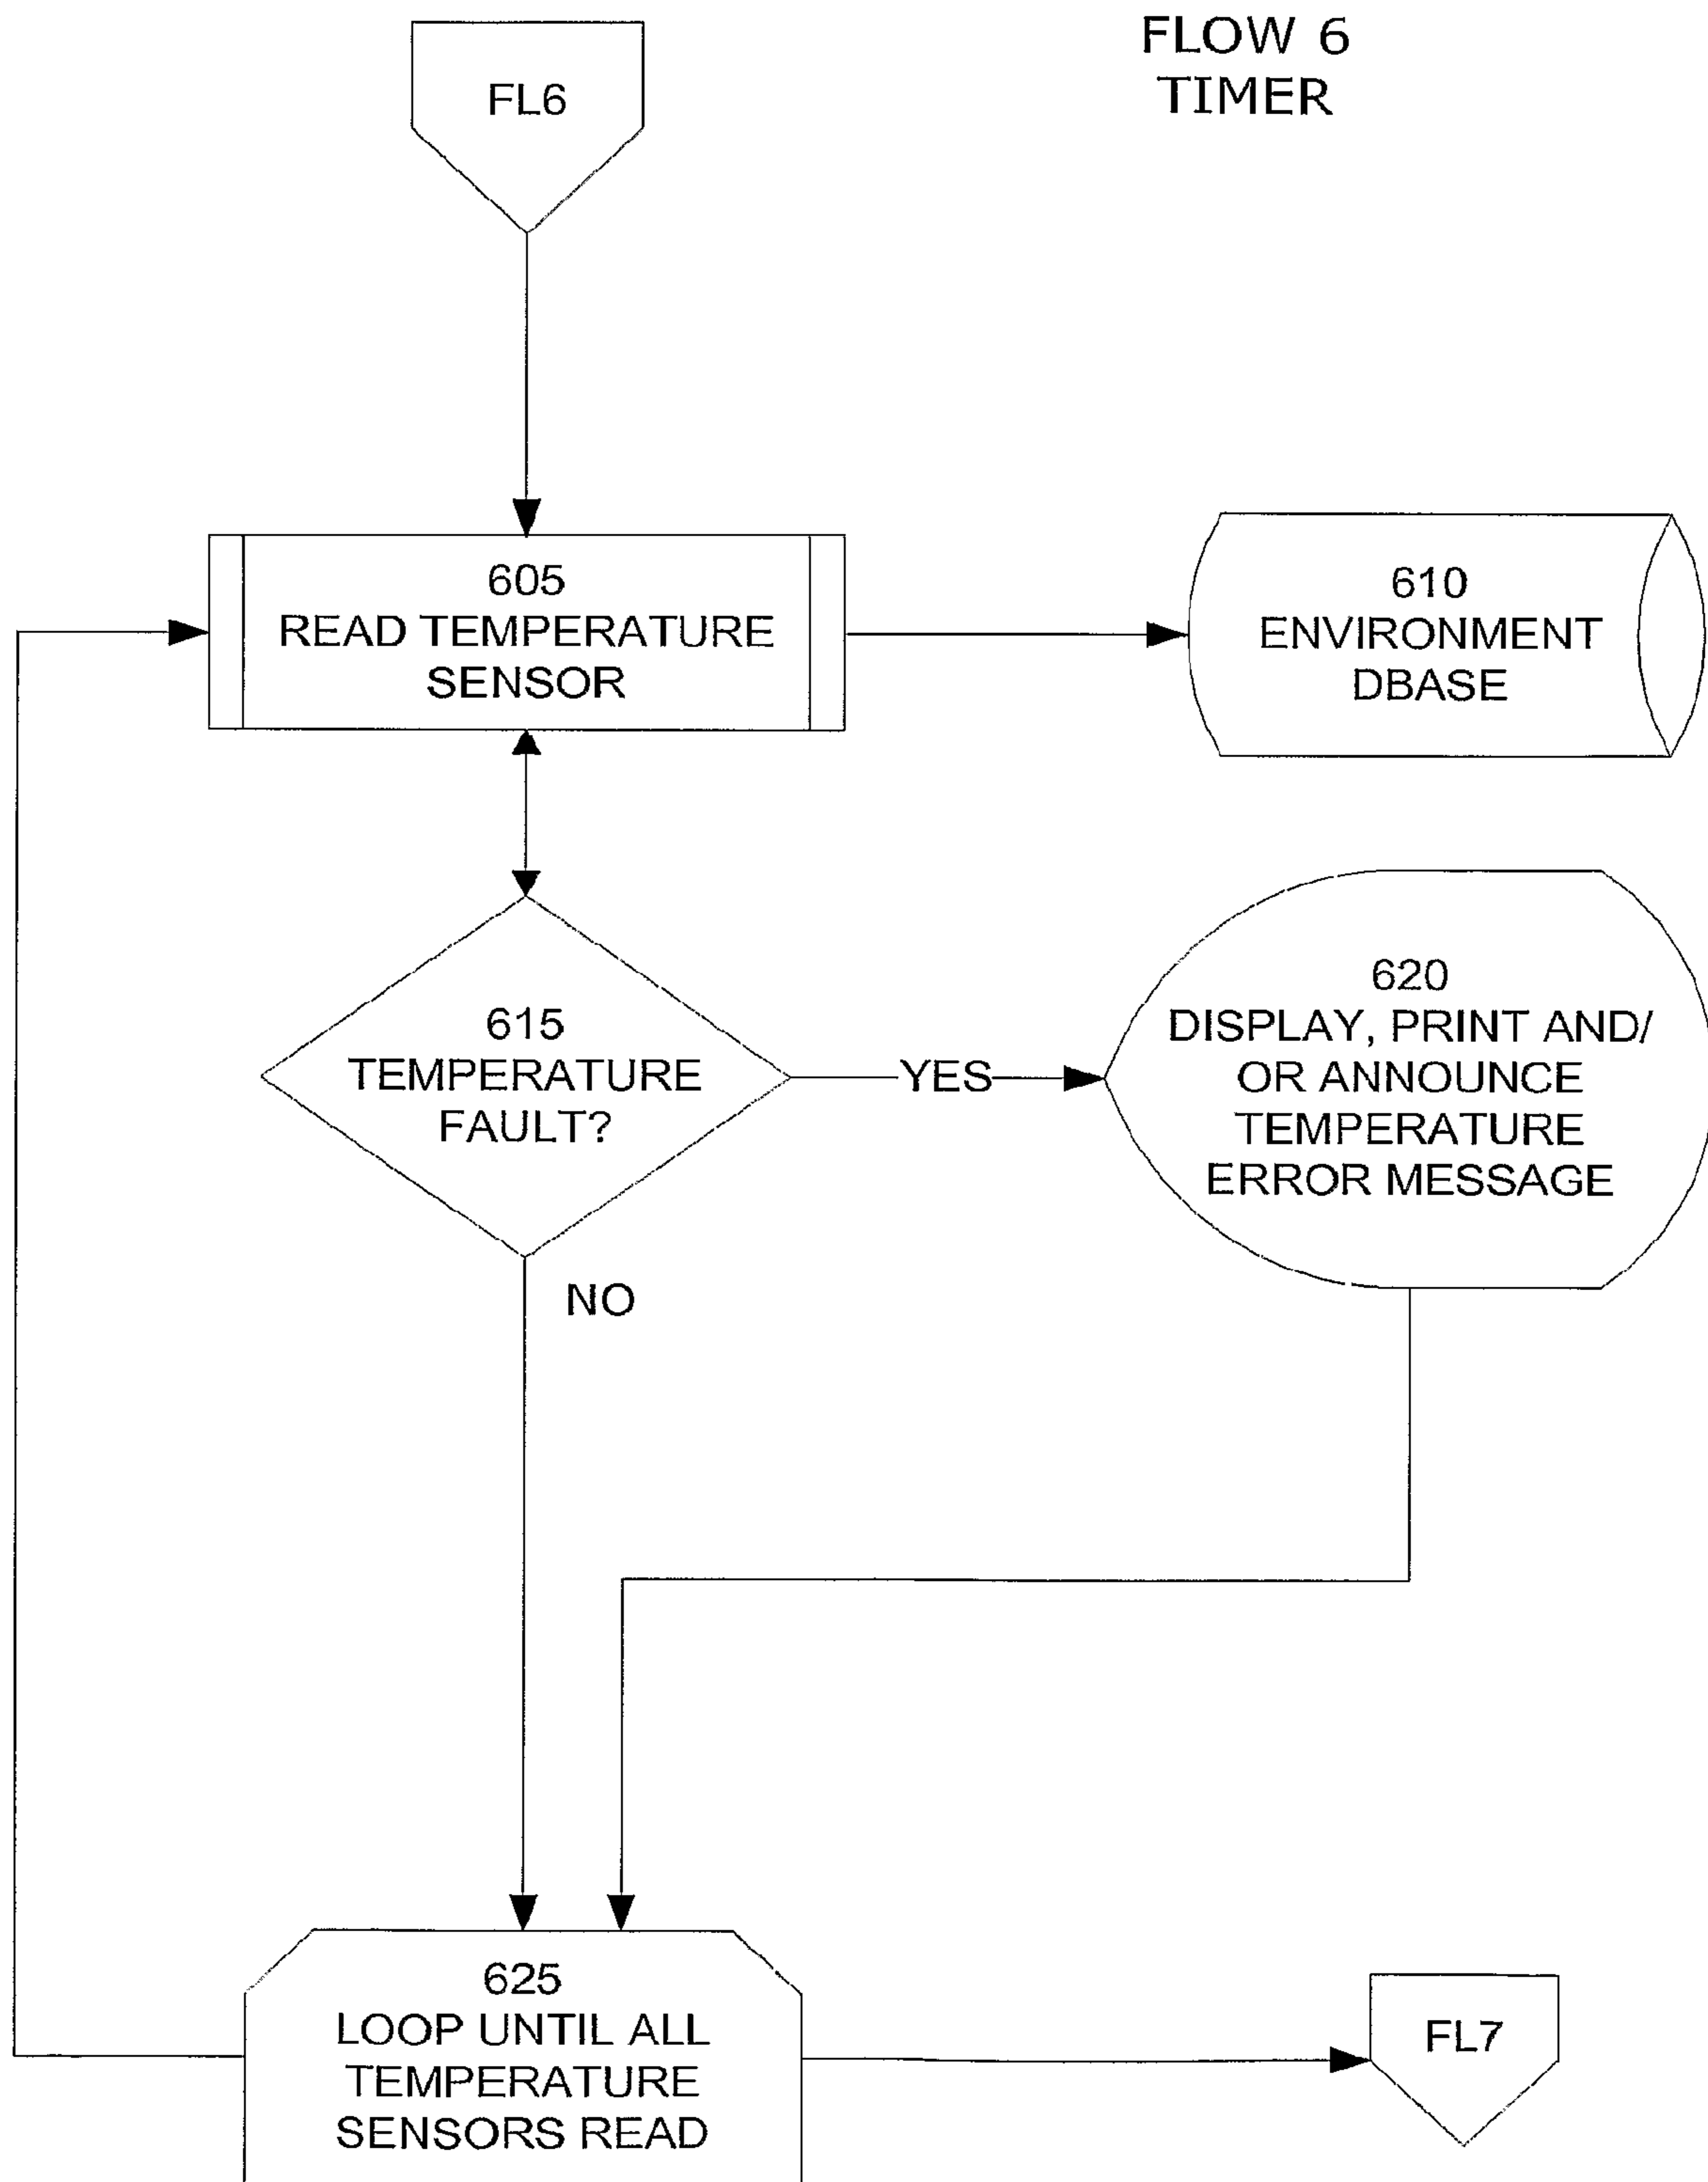 FLOW 6
TIMER
FL6
605
READ TEMPERATURE
SENSOR
610
ENVIRONMENT
DBASE
615
TEMPERATURE
FAULT?
YES
620
DISPLAY, PRINT AND/
OR ANNOUNCE
TEMPERATURE
ERROR MESSAGE
NO
625
LOOP UNTIL ALL
TEMPERATURE
SENSORS READ
FL7